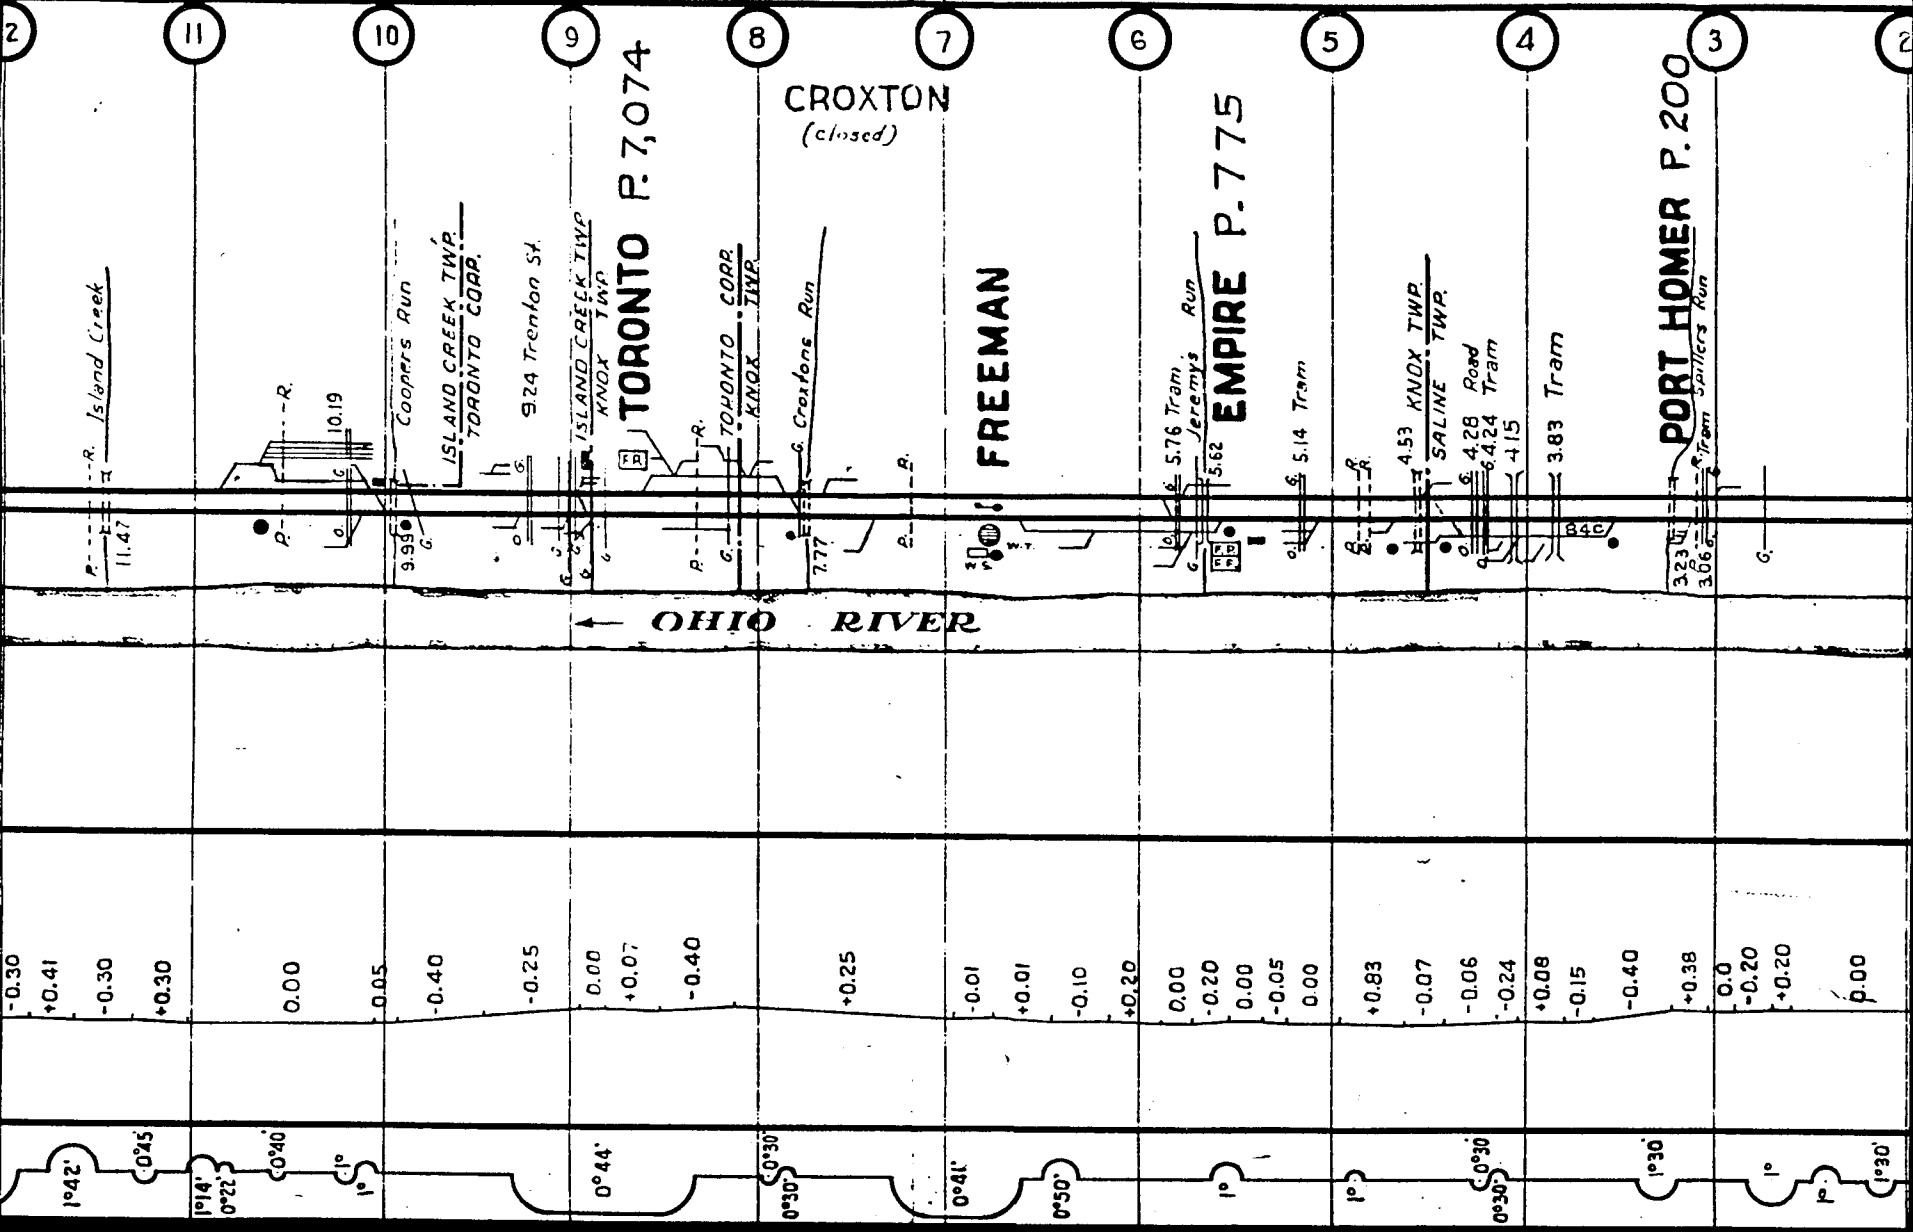 2 11 10 9 8 7 6 5 4 3 2
CROXTON
(closed)
Island Creek
11.47
R.
R.
10.19
Coopers Run
9.99
G.
ISLAND CREEK TWP.
TORONTO CORP.
9.24 Trenton St.
ISLAND CREEK TWP.
KNOX TWP.
TORONTO P. 7,074
F.P.
R.
TOHONTO CORP.
KNOX TWP.
G.
Croxtons Run
7.77
R.
FREEMAN
W.T.
5.76 Tram
Jeremys Run
5.62
EMPIRE P. 775
5.14 Tram
G.
R.
R.
4.53 KNOX TWP.
SALINE TWP.
4.28 Road
4.24 Tram
4.15
3.83 Tram
84C
PORT HOMER P. 200
Spillers Run
Tram
3.23
3.06
G.
← OHIO RIVER
-0.30
+0.41
-0.30
+0.30
0.00
0.05
-0.40
-0.25
0.00
+0.07
-0.40
+0.25
-0.01
+0.01
-0.10
+0.20
0.00
-0.20
0.00
-0.05
0.00
+0.83
-0.07
-0.06
-0.24
+0.08
-0.15
-0.40
+0.38
0.0
-0.20
+0.20
0.00
1°42'
0°45'
1°14'
0°22'
0°40'
1°
1°
0°44'
0°30'
0°30'
0°41'
0°50'
1°
1°
0°30'
0°30'
1°30'
1°
1°
1°30'